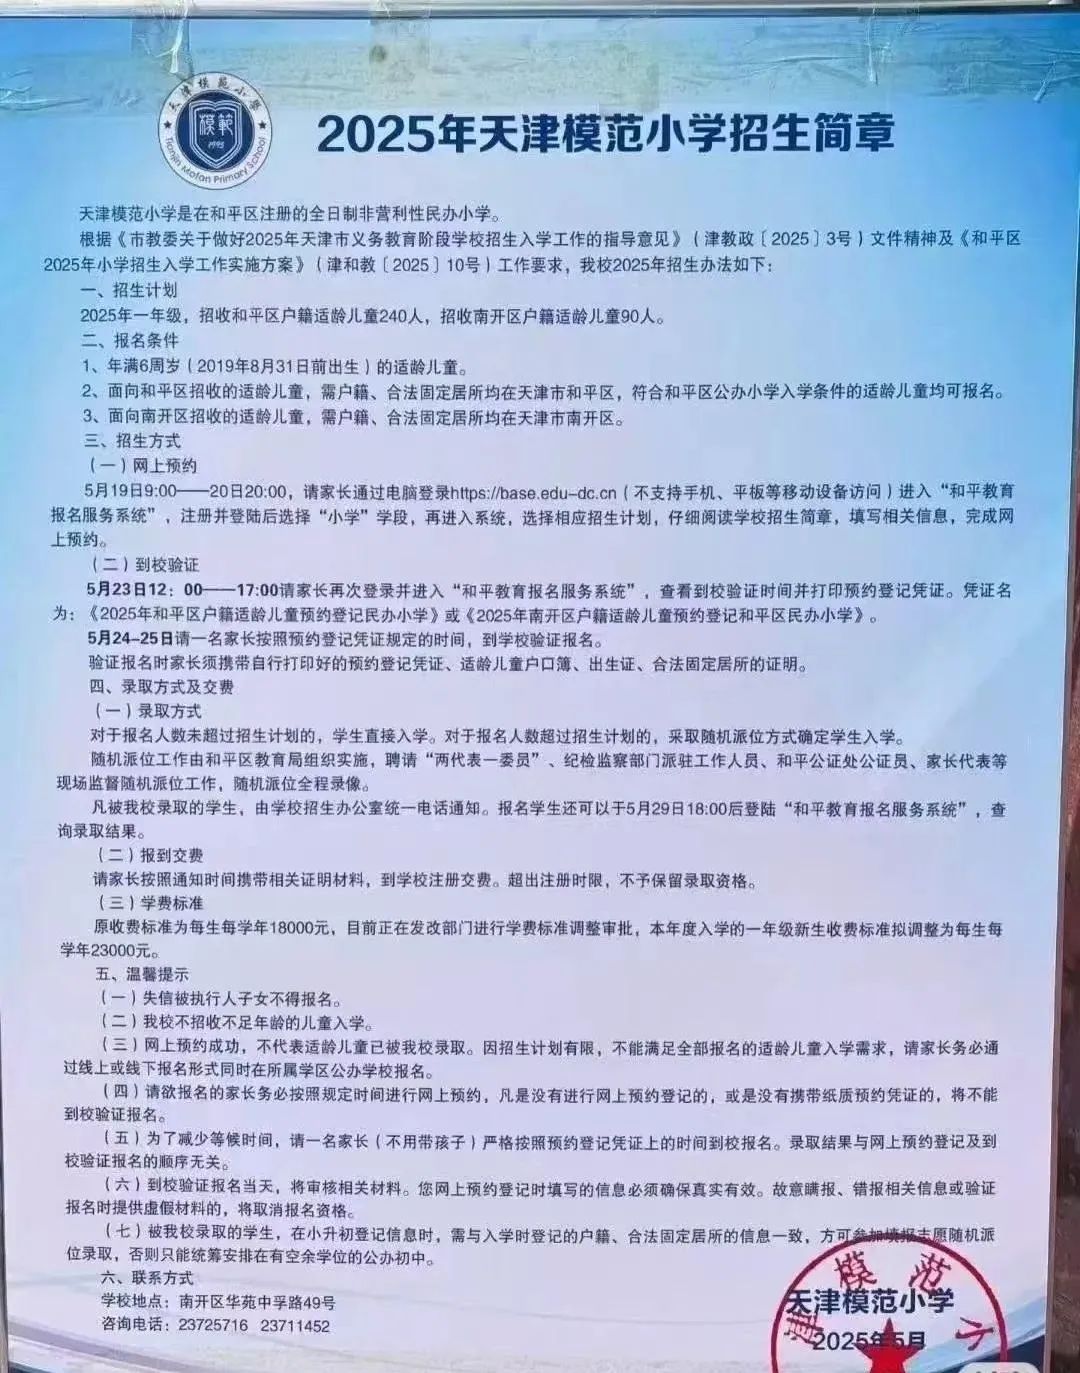 天津模范小学
模範
1995
Tianjin Mofan Primary School
2025年天津模范小学招生简章
天津模范小学是在和平区注册的全日制非营利性民办小学。
根据《市教委关于做好2025年天津市义务教育阶段学校招生入学工作的指导意见》（津教政〔2025〕3号）文件精神及《和平区
2025年小学招生入学工作实施方案》（津和教〔2025〕10号）工作要求，我校2025年招生办法如下：
一、招生计划
2025年一年级，招收和平区户籍适龄儿童240人，招收南开区户籍适龄儿童90人。
二、报名条件
1、年满6周岁（2019年8月31日前出生）的适龄儿童。
2、面向和平区招收的适龄儿童，需户籍、合法固定居所均在天津市和平区，符合和平区公办小学入学条件的适龄儿童均可报名。
3、面向南开区招收的适龄儿童，需户籍、合法固定居所均在天津市南开区。
三、招生方式
（一）网上预约
5月19日9:00——20日20:00，请家长通过电脑登录https://base.edu-dc.cn（不支持手机、平板等移动设备访问）进入“和平教育
报名服务系统”，注册并登陆后选择“小学”学段，再进入系统，选择相应招生计划，仔细阅读学校招生简章，填写相关信息，完成网
上预约。
（二）到校验证
5月23日12：00——17:00请家长再次登录并进入“和平教育报名服务系统”，查看到校验证时间并打印预约登记凭证。凭证名
为：《2025年和平区户籍适龄儿童预约登记民办小学》或《2025年南开区户籍适龄儿童预约登记和平区民办小学》。
5月24-25日请一名家长按照预约登记凭证规定的时间，到学校验证报名。
验证报名时家长须携带自行打印好的预约登记凭证、适龄儿童户口簿、出生证、合法固定居所的证明。
四、录取方式及交费
（一）录取方式
对于报名人数未超过招生计划的，学生直接入学。对于报名人数超过招生计划的，采取随机派位方式确定学生入学。
随机派位工作由和平区教育局组织实施，聘请“两代表一委员”、纪检监察部门派驻工作人员、和平公证处公证员、家长代表等
现场监督随机派位工作，随机派位全程录像。
凡被我校录取的学生，由学校招生办公室统一电话通知。报名学生还可以于5月29日18:00后登陆“和平教育报名服务系统”，查
询录取结果。
（二）报到交费
请家长按照通知时间携带相关证明材料，到学校注册交费。超出注册时限，不予保留录取资格。
（三）学费标准
原收费标准为每生每学年18000元，目前正在发改部门进行学费标准调整审批，本年度入学的一年级新生收费标准拟调整为每生每
学年23000元。
五、温馨提示
（一）失信被执行人子女不得报名。
（二）我校不招收不足年龄的儿童入学。
（三）网上预约成功，不代表适龄儿童已被我校录取。因招生计划有限，不能满足全部报名的适龄儿童入学需求，请家长务必通
过线上或线下报名形式同时在所属学区公办学校报名。
（四）请欲报名的家长务必按照规定时间进行网上预约，凡是没有进行网上预约登记的，或是没有携带纸质预约凭证的，将不能
到校验证报名。
（五）为了减少等候时间，请一名家长（不用带孩子）严格按照预约登记凭证上的时间到校报名。录取结果与网上预约登记及到
校验证报名的顺序无关。
（六）到校验证报名当天，将审核相关材料。您网上预约登记时填写的信息必须确保真实有效。故意瞒报、错报相关信息或验证
报名时提供虚假材料的，将取消报名资格。
（七）被我校录取的学生，在小升初登记信息时，需与入学时登记的户籍、合法固定居所的信息一致，方可参加填报志愿随机派
位录取，否则只能统筹安排在有空余学位的公办初中。
六、联系方式
学校地点：南开区华苑中孚路49号
咨询电话：23725716 23711452
津模范小
天津模范小学
2025年5月